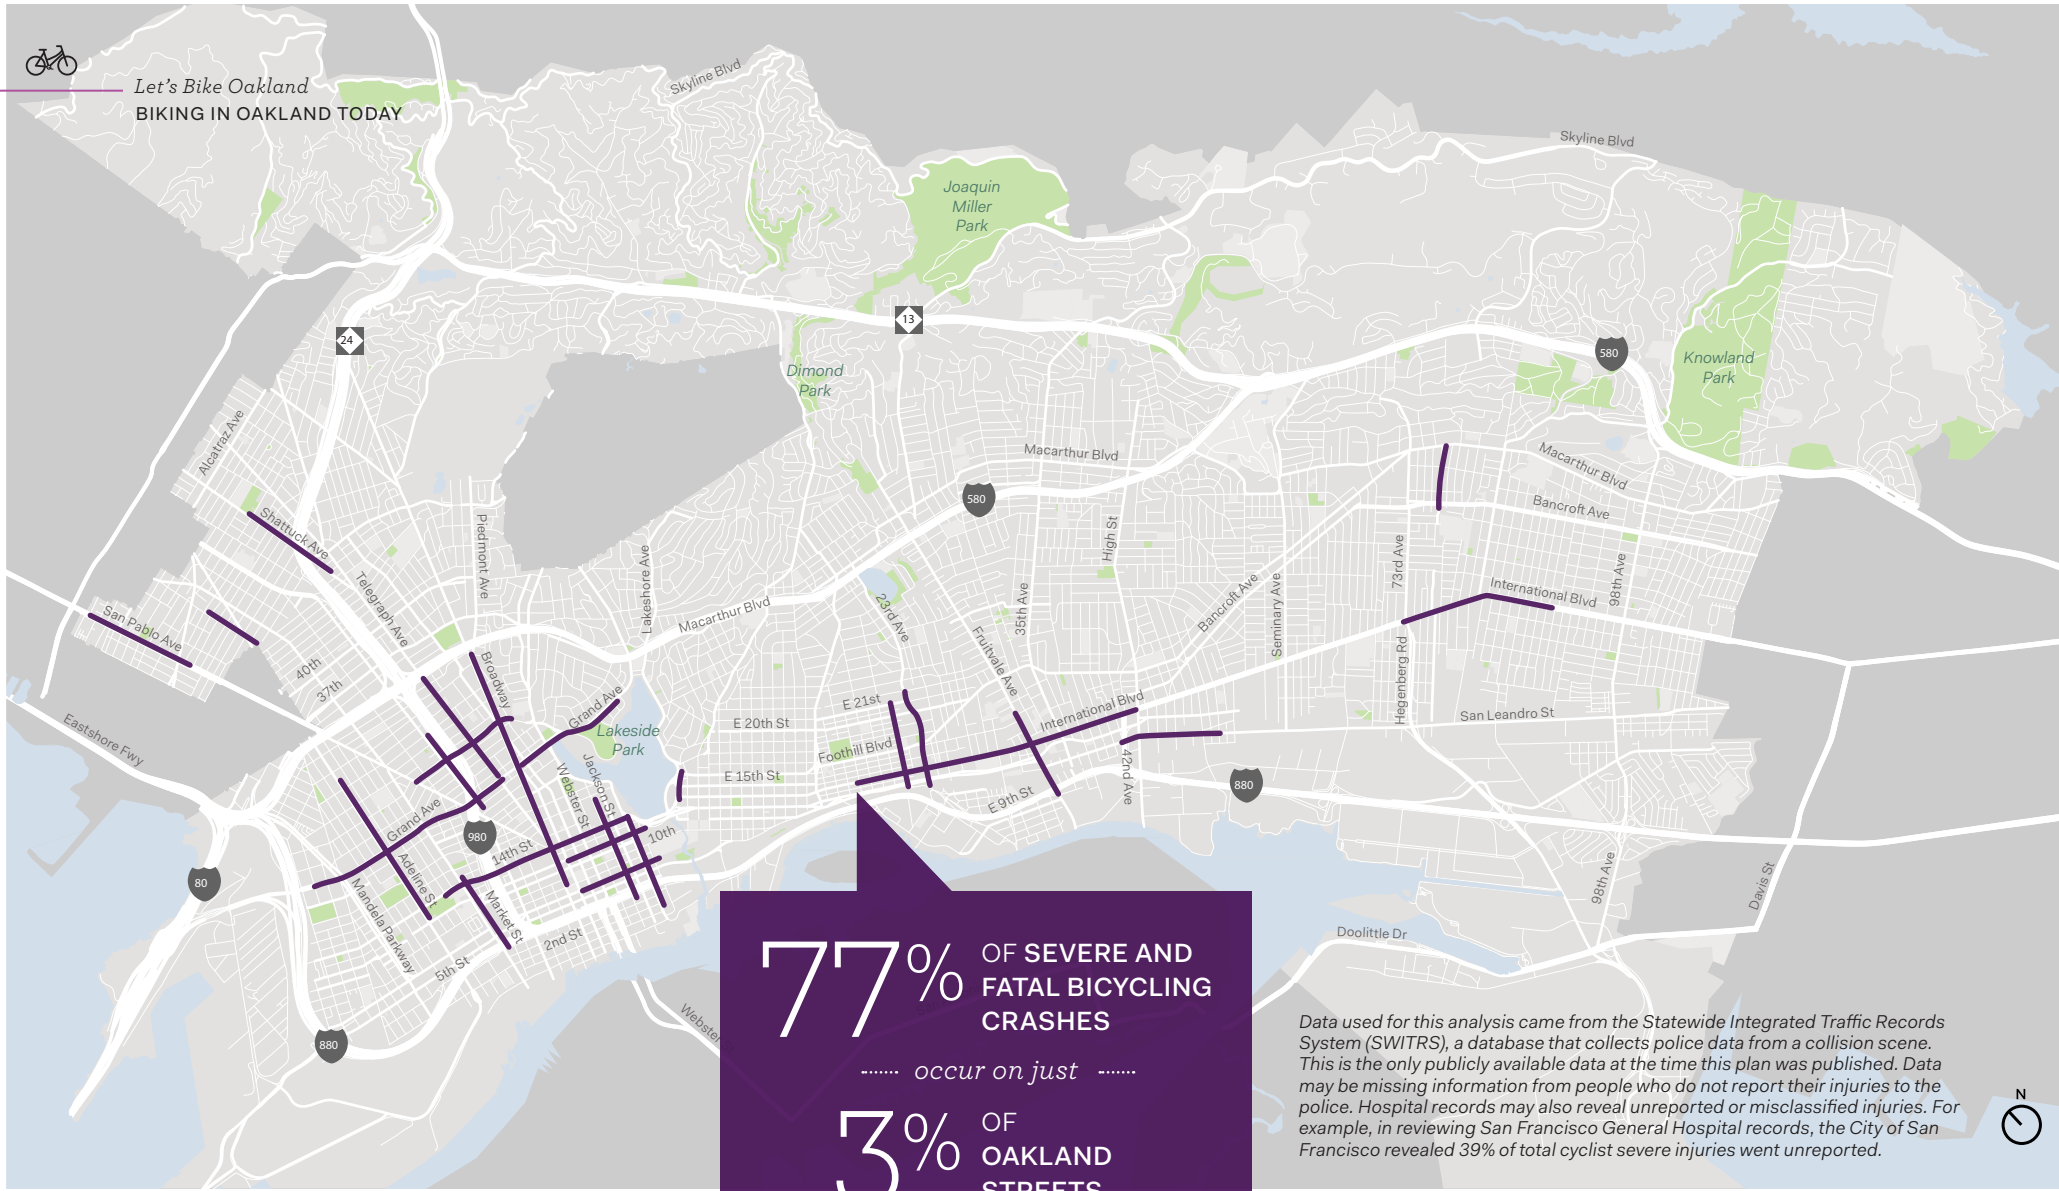 Let's Bike Oakland
BIKING IN OAKLAND TODAY
Skyline Blvd
Skyline Blvd
Joaquin
Miller
Park
13
24
580
Knowland
Park
Dimond
Park
Alcatraz Ave
Macarthur Blvd
Macarthur Blvd
580
Bancroft Ave
Shattuck Ave
Piedmont Ave
High St
73rd Ave
98th Ave
Lakeshore Ave
Telegraph Ave
Macarthur Blvd
23rd Ave
35th Ave
Bancroft Ave
Seminary Ave
International Blvd
San Pablo Ave
40th
37th
Broadway
Fruitvale Ave
Hegenberg Rd
Grand Ave
E 21st
International Blvd
San Leandro St
Eastshore Fwy
Lakeside
Park
E 20th St
Foothill Blvd
E 15th St
Webster St
Jackson St
42nd Ave
880
E 9th St
Grand Ave
980
14th St
10th
80
Adeline St
Mandela Parkway
Market St
98th Ave
Davis St
2nd St
5th St
Doolittle Dr
880
Webster
77% OF SEVERE AND
FATAL BICYCLING
CRASHES
occur on just
3% OF
OAKLAND
STREETS
Data used for this analysis came from the Statewide Integrated Traffic Records
System (SWITRS), a database that collects police data from a collision scene.
This is the only publicly available data at the time this plan was published. Data
may be missing information from people who do not report their injuries to the
police. Hospital records may also reveal unreported or misclassified injuries. For
example, in reviewing San Francisco General Hospital records, the City of San
Francisco revealed 39% of total cyclist severe injuries went unreported.
N